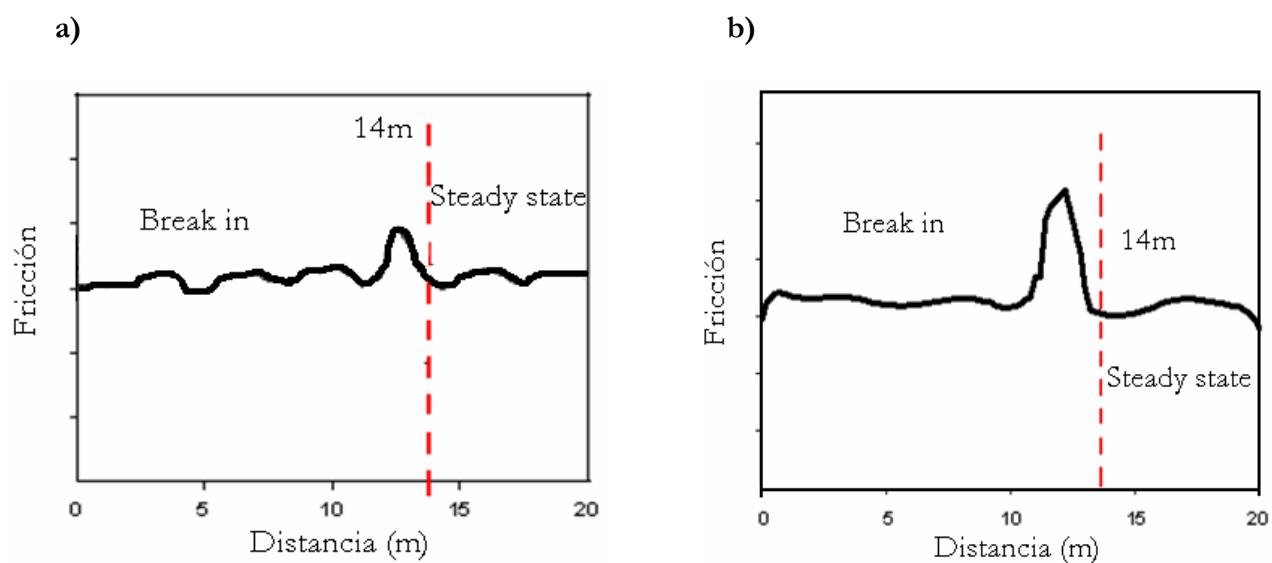 a)
14m
Steady state
Break in
Fricción
0 5 10 15 20
Distancia (m)
b)
Break in
14m
Fricción
Steady state
0 5 10 15 20
Distancia (m)